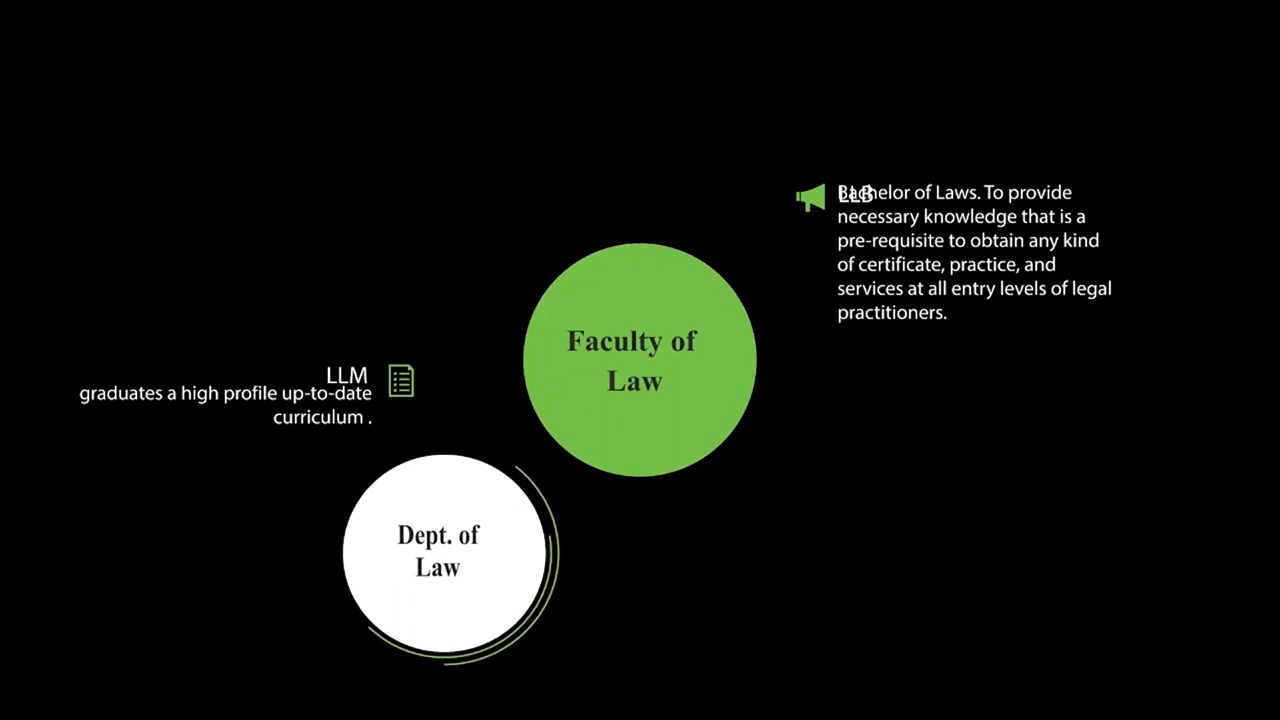 LLB
Bachelor of Laws. To provide
necessary knowledge that is a
pre-requisite to obtain any kind
of certificate, practice, and
services at all entry levels of legal
practitioners.
Faculty of
Law
LLM
graduates a high profile up-to-date
curriculum .
Dept. of
Law